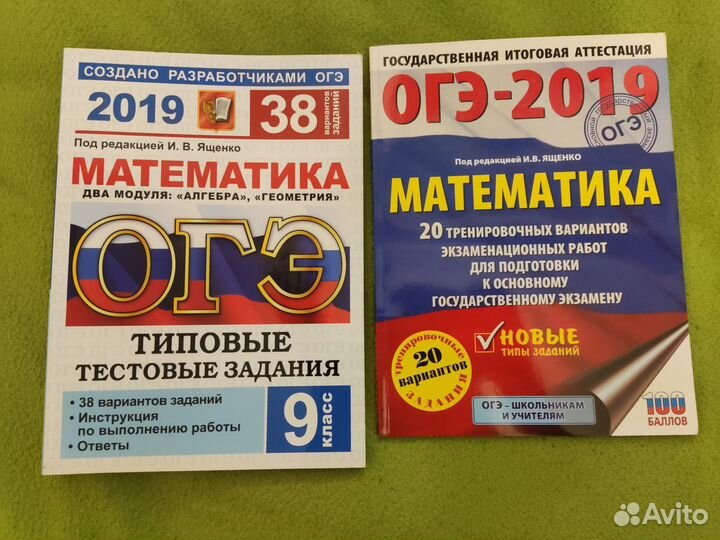 СОЗДАНО РАЗРАБОТЧИКАМИ ОГЭ
2019
38
вариантов
заданий
Под редакцией И. В. Ященко
МАТЕМАТИКА
ДВА МОДУЛЯ: «АЛГЕБРА», «ГЕОМЕТРИЯ»
ОГЭ
ТИПОВЫЕ
ТЕСТОВЫЕ ЗАДАНИЯ
• 38 вариантов заданий
• Инструкция
по выполнению работы
• Ответы
9
класс
ГОСУДАРСТВЕННАЯ ИТОГОВАЯ АТТЕСТАЦИЯ
ОГЭ-2019
ОГЭ
Под редакцией И.В. ЯЩЕНКО
МАТЕМАТИКА
20 ТРЕНИРОВОЧНЫХ ВАРИАНТОВ
ЭКЗАМЕНАЦИОННЫХ РАБОТ
ДЛЯ ПОДГОТОВКИ
К ОСНОВНОМУ
ГОСУДАРСТВЕННОМУ ЭКЗАМЕНУ
НОВЫЕ
ТИПЫ ЗАДАНИЙ
тренировочные
20
вариантов
ЗАДАНИЯ
ОГЭ - ШКОЛЬНИКАМ
И УЧИТЕЛЯМ
100
БАЛЛОВ
Avito